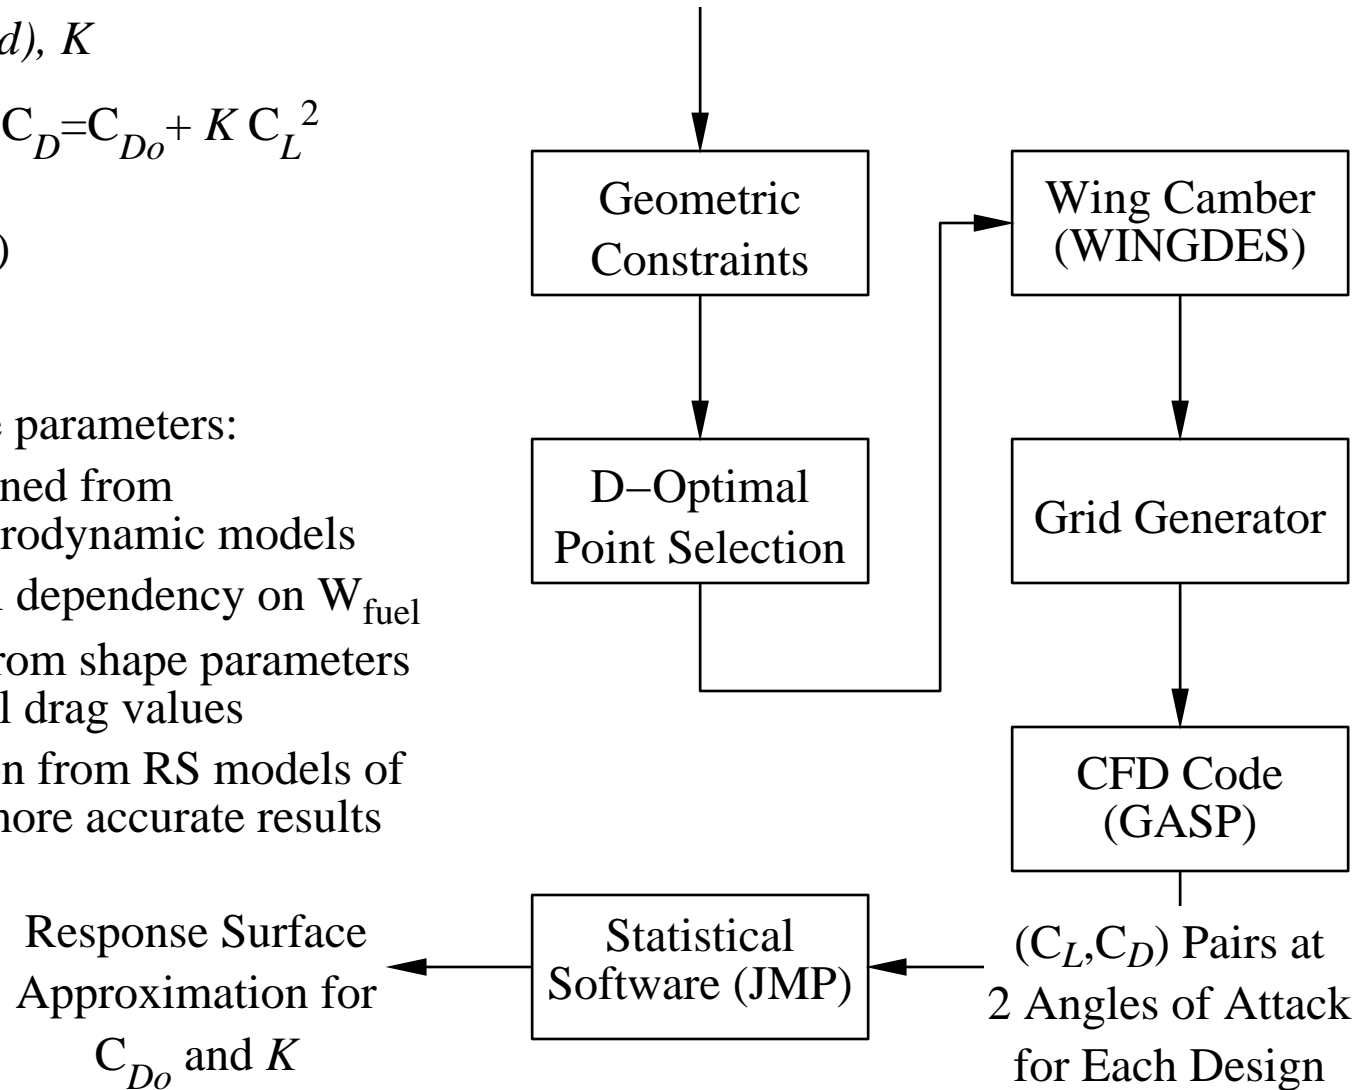 d), K
C_D=C_Do+ K C_L^2
)
e parameters:
ned from
rodynamic models
dependency on W_fuel
rom shape parameters
l drag values
on from RS models of
more accurate results
Geometric
Constraints
D−Optimal
Point Selection
Wing Camber
(WINGDES)
Grid Generator
CFD Code
(GASP)
(C_L,C_D) Pairs at
2 Angles of Attack
for Each Design
Statistical
Software (JMP)
Response Surface
Approximation for
C_Do and K